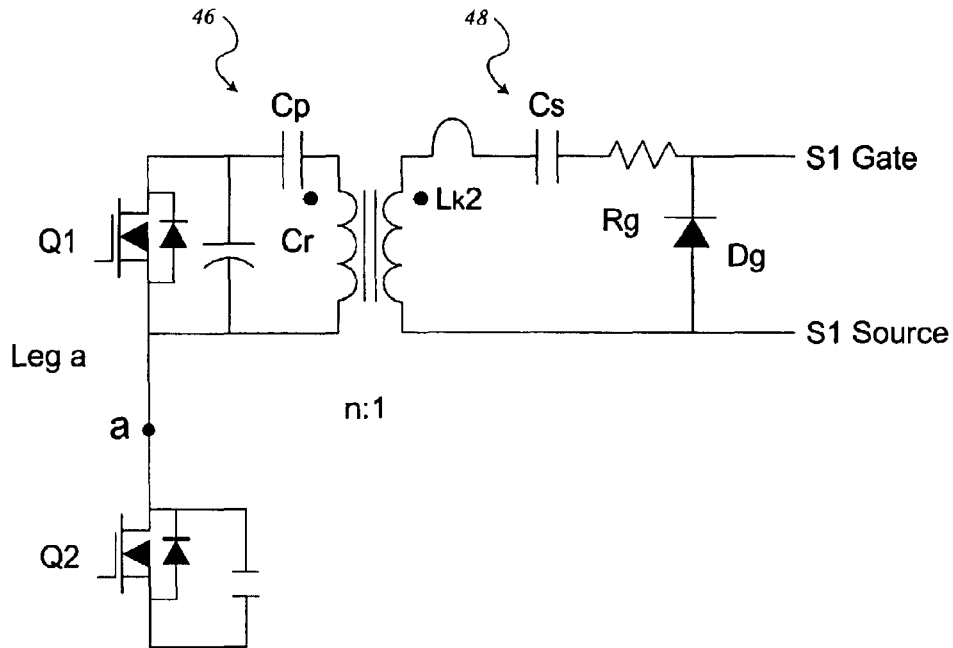 46
48
Cp
Cs
Q1
Cr
Lk2
Rg
Dg
S1 Gate
S1 Source
Leg a
n:1
a
Q2